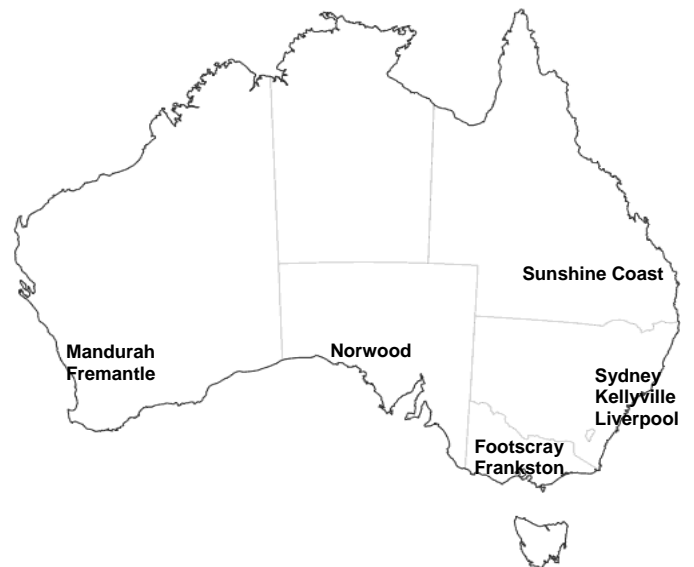 Sunshine Coast
Mandurah
Fremantle
Norwood
Sydney
Kellyville
Liverpool
Footscray
Frankston